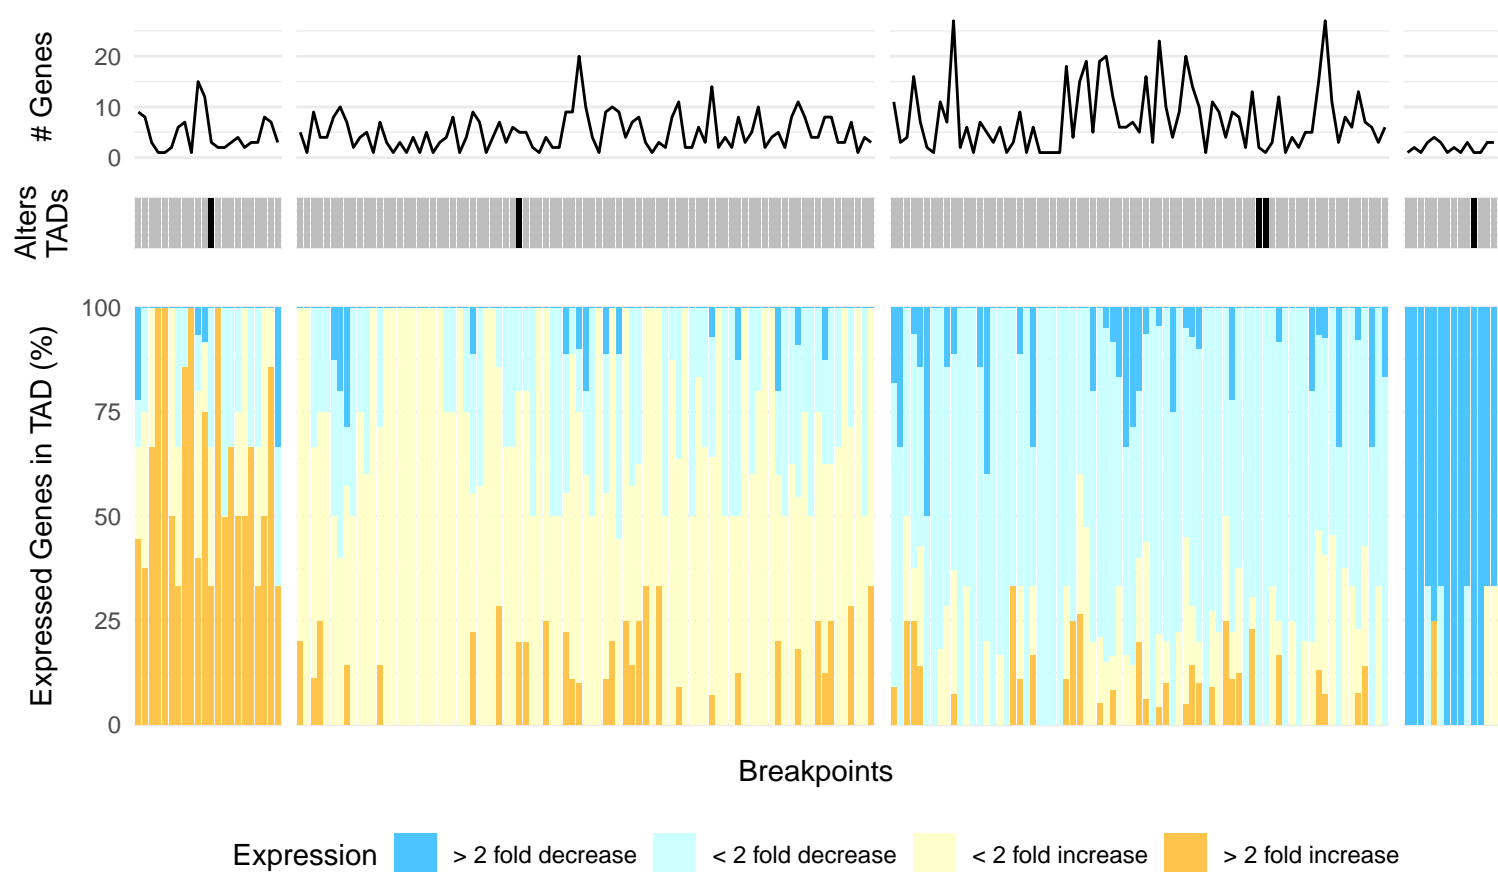 # Genes
20
10
0
Alters
TADs
Expressed Genes in TAD (%)
100
75
50
25
0
Breakpoints
Expression
> 2 fold decrease
< 2 fold decrease
< 2 fold increase
> 2 fold increase